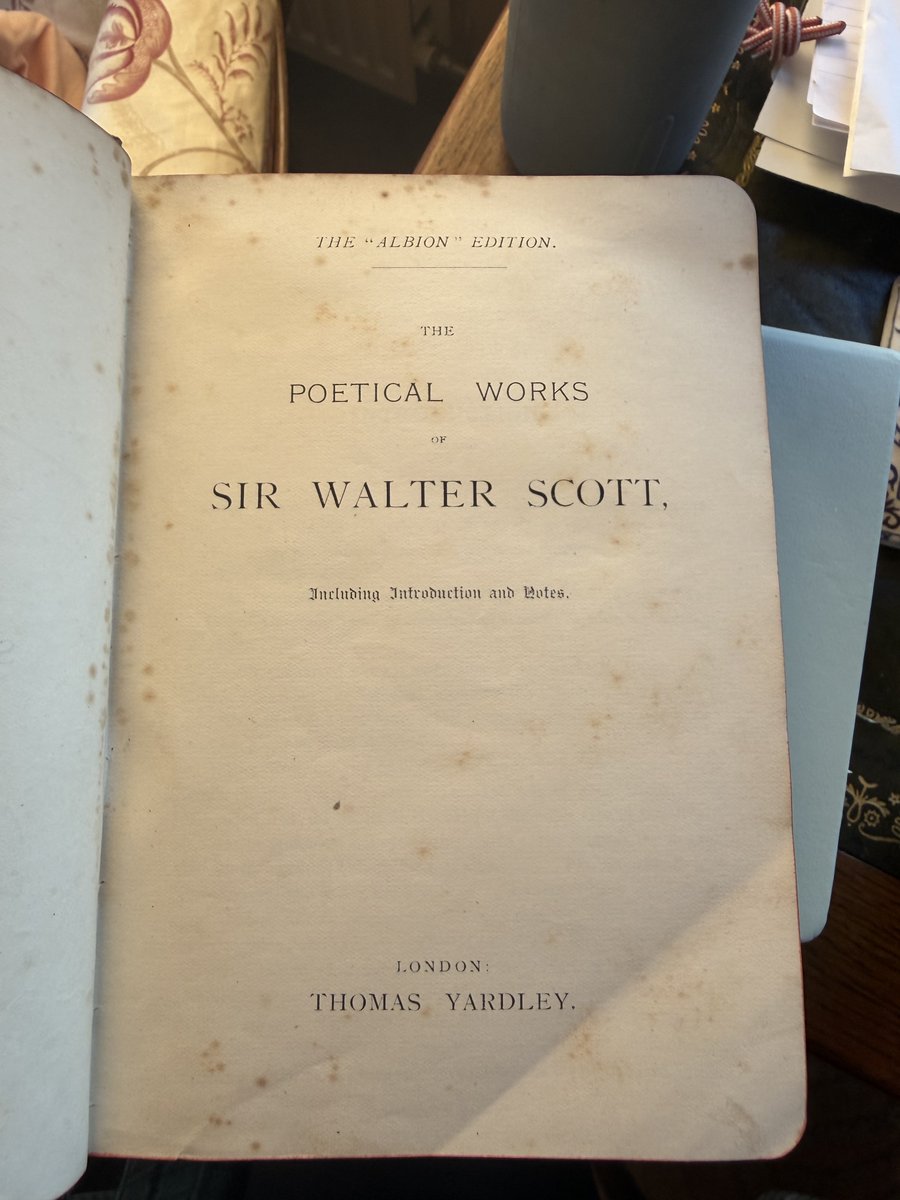 THE “ALBION” EDITION.
THE
POETICAL WORKS
OF
SIR WALTER SCOTT,
Including Introduction and Notes.
LONDON:
THOMAS YARDLEY.